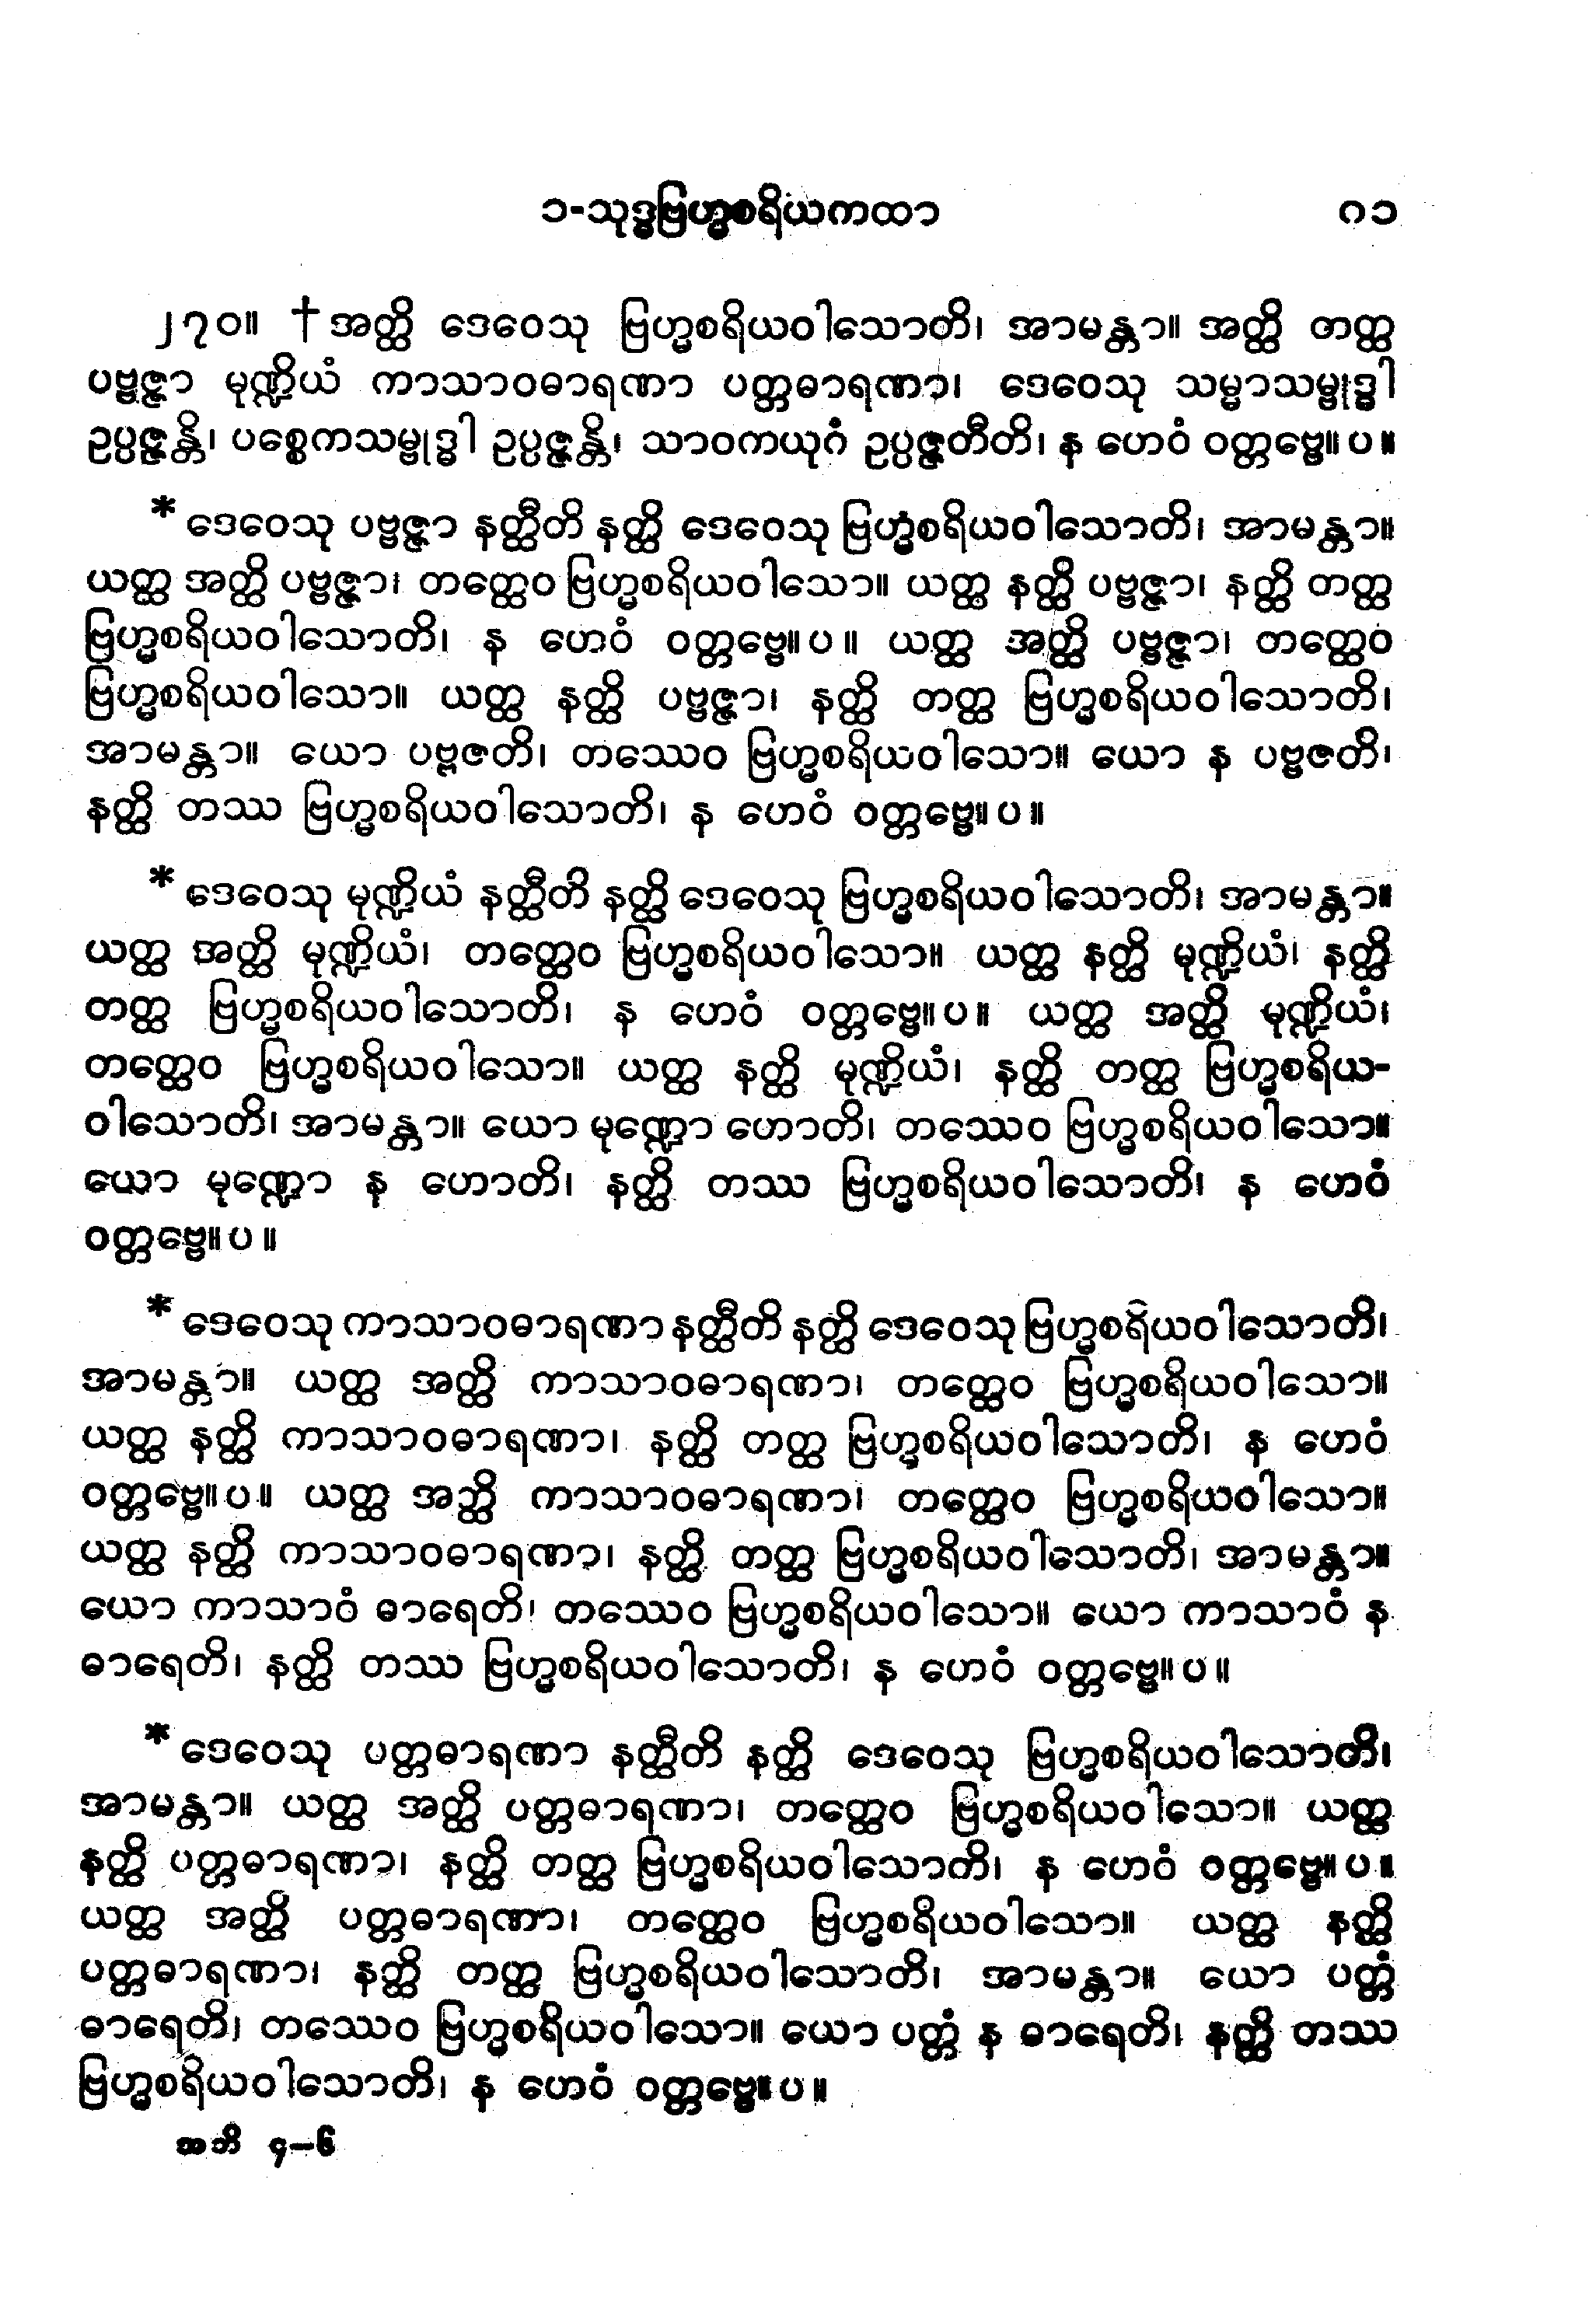 ၁-သုဒ္ဓဗြဟ္မစရိယကထာ ၈၁
၂၇၀။ †အတ္ထိ ဒေဝေသု ဗြဟ္မစရိယဝါသောတိ၊ အာမန္တာ။ အတ္ထိ တတ္ထ
ပဗ္ဗဇ္ဇာ မုဏ္ဍိယံ ကာသာဝဓာရဏာ ပတ္တဓာရဏာ၊ ဒေဝေသု သမ္မာသမ္ဗုဒ္ဓါ
ဥပ္ပဇ္ဇန္တိ၊ ပစ္စေကသမ္ဗုဒ္ဓါ ဥပ္ပဇ္ဇန္တိ၊ သာဝကယုဂံ ဥပ္ပဇ္ဇတီတိ၊ န ဟေဝံ ဝတ္တဗ္ဗေ။ ပ ။
* ဒေဝေသု ပဗ္ဗဇ္ဇာ နတ္ထီတိ နတ္ထိ ဒေဝေသု ဗြဟ္မစရိယဝါသောတိ၊ အာမန္တာ။
ယတ္ထ အတ္ထိ ပဗ္ဗဇ္ဇာ၊ တတ္ထေဝ ဗြဟ္မစရိယဝါသော။ ယတ္ထ နတ္ထိ ပဗ္ဗဇ္ဇာ၊ နတ္ထိ တတ္ထ
ဗြဟ္မစရိယဝါသောတိ၊ န ဟေဝံ ဝတ္တဗ္ဗေ။ ပ ။ ယတ္ထ အတ္ထိ ပဗ္ဗဇ္ဇာ၊ တတ္ထေဝ
ဗြဟ္မစရိယဝါသော။ ယတ္ထ နတ္ထိ ပဗ္ဗဇ္ဇာ၊ နတ္ထိ တတ္ထ ဗြဟ္မစရိယဝါသောတိ၊
အာမန္တာ။ ယော ပဗ္ဗဇတိ၊ တဿေဝ ဗြဟ္မစရိယဝါသော။ ယော န ပဗ္ဗဇတိ၊
နတ္ထိ တဿ ဗြဟ္မစရိယဝါသောတိ၊ န ဟေဝံ ဝတ္တဗ္ဗေ။ ပ ။
* ဒေဝေသု မုဏ္ဍိယံ နတ္ထီတိ နတ္ထိ ဒေဝေသု ဗြဟ္မစရိယဝါသောတိ၊ အာမန္တာ။
ယတ္ထ အတ္ထိ မုဏ္ဍိယံ၊ တတ္ထေဝ ဗြဟ္မစရိယဝါသော။ ယတ္ထ နတ္ထိ မုဏ္ဍိယံ၊ နတ္ထိ
တတ္ထ ဗြဟ္မစရိယဝါသောတိ၊ န ဟေဝံ ဝတ္တဗ္ဗေ။ ပ ။ ယတ္ထ အတ္ထိ မုဏ္ဍိယံ၊
တတ္ထေဝ ဗြဟ္မစရိယဝါသော။ ယတ္ထ နတ္ထိ မုဏ္ဍိယံ၊ နတ္ထိ တတ္ထ ဗြဟ္မစရိယ-
ဝါသောတိ၊ အာမန္တာ။ ယော မုဏ္ဍော ဟောတိ၊ တဿေဝ ဗြဟ္မစရိယဝါသော။
ယော မုဏ္ဍော န ဟောတိ၊ နတ္ထိ တဿ ဗြဟ္မစရိယဝါသောတိ၊ န ဟေဝံ
ဝတ္တဗ္ဗေ။ ပ ။
* ဒေဝေသု ကာသာဝဓာရဏာ နတ္ထီတိ နတ္ထိ ဒေဝေသု ဗြဟ္မစရိယဝါသောတိ၊
အာမန္တာ။ ယတ္ထ အတ္ထိ ကာသာဝဓာရဏာ၊ တတ္ထေဝ ဗြဟ္မစရိယဝါသော။
ယတ္ထ နတ္ထိ ကာသာဝဓာရဏာ၊ နတ္ထိ တတ္ထ ဗြဟ္မစရိယဝါသောတိ၊ န ဟေဝံ
ဝတ္တဗ္ဗေ။ ပ ။ ယတ္ထ အတ္ထိ ကာသာဝဓာရဏာ၊ တတ္ထေဝ ဗြဟ္မစရိယဝါသော။
ယတ္ထ နတ္ထိ ကာသာဝဓာရဏာ၊ နတ္ထိ တတ္ထ ဗြဟ္မစရိယဝါသောတိ၊ အာမန္တာ။
ယော ကာသာဝံ ဓာရေတိ၊ တဿေဝ ဗြဟ္မစရိယဝါသော။ ယော ကာသာဝံ န
ဓာရေတိ၊ နတ္ထိ တဿ ဗြဟ္မစရိယဝါသောတိ၊ န ဟေဝံ ဝတ္တဗ္ဗေ။ ပ ။
* ဒေဝေသု ပတ္တဓာရဏာ နတ္ထီတိ နတ္ထိ ဒေဝေသု ဗြဟ္မစရိယဝါသောတိ၊
အာမန္တာ။ ယတ္ထ အတ္ထိ ပတ္တဓာရဏာ၊ တတ္ထေဝ ဗြဟ္မစရိယဝါသော။ ယတ္ထ
နတ္ထိ ပတ္တဓာရဏာ၊ နတ္ထိ တတ္ထ ဗြဟ္မစရိယဝါသောတိ၊ န ဟေဝံ ဝတ္တဗ္ဗေ။ ပ ။
ယတ္ထ အတ္ထိ ပတ္တဓာရဏာ၊ တတ္ထေဝ ဗြဟ္မစရိယဝါသော။ ယတ္ထ နတ္ထိ
ပတ္တဓာရဏာ၊ နတ္ထိ တတ္ထ ဗြဟ္မစရိယဝါသောတိ၊ အာမန္တာ။ ယော ပတ္တံ
ဓာရေတိ၊ တဿေဝ ဗြဟ္မစရိယဝါသော။ ယော ပတ္တံ န ဓာရေတိ၊ နတ္ထိ တဿ
ဗြဟ္မစရိယဝါသောတိ၊ န ဟေဝံ ဝတ္တဗ္ဗေ။ ပ ။
အဘိ ၄–၆